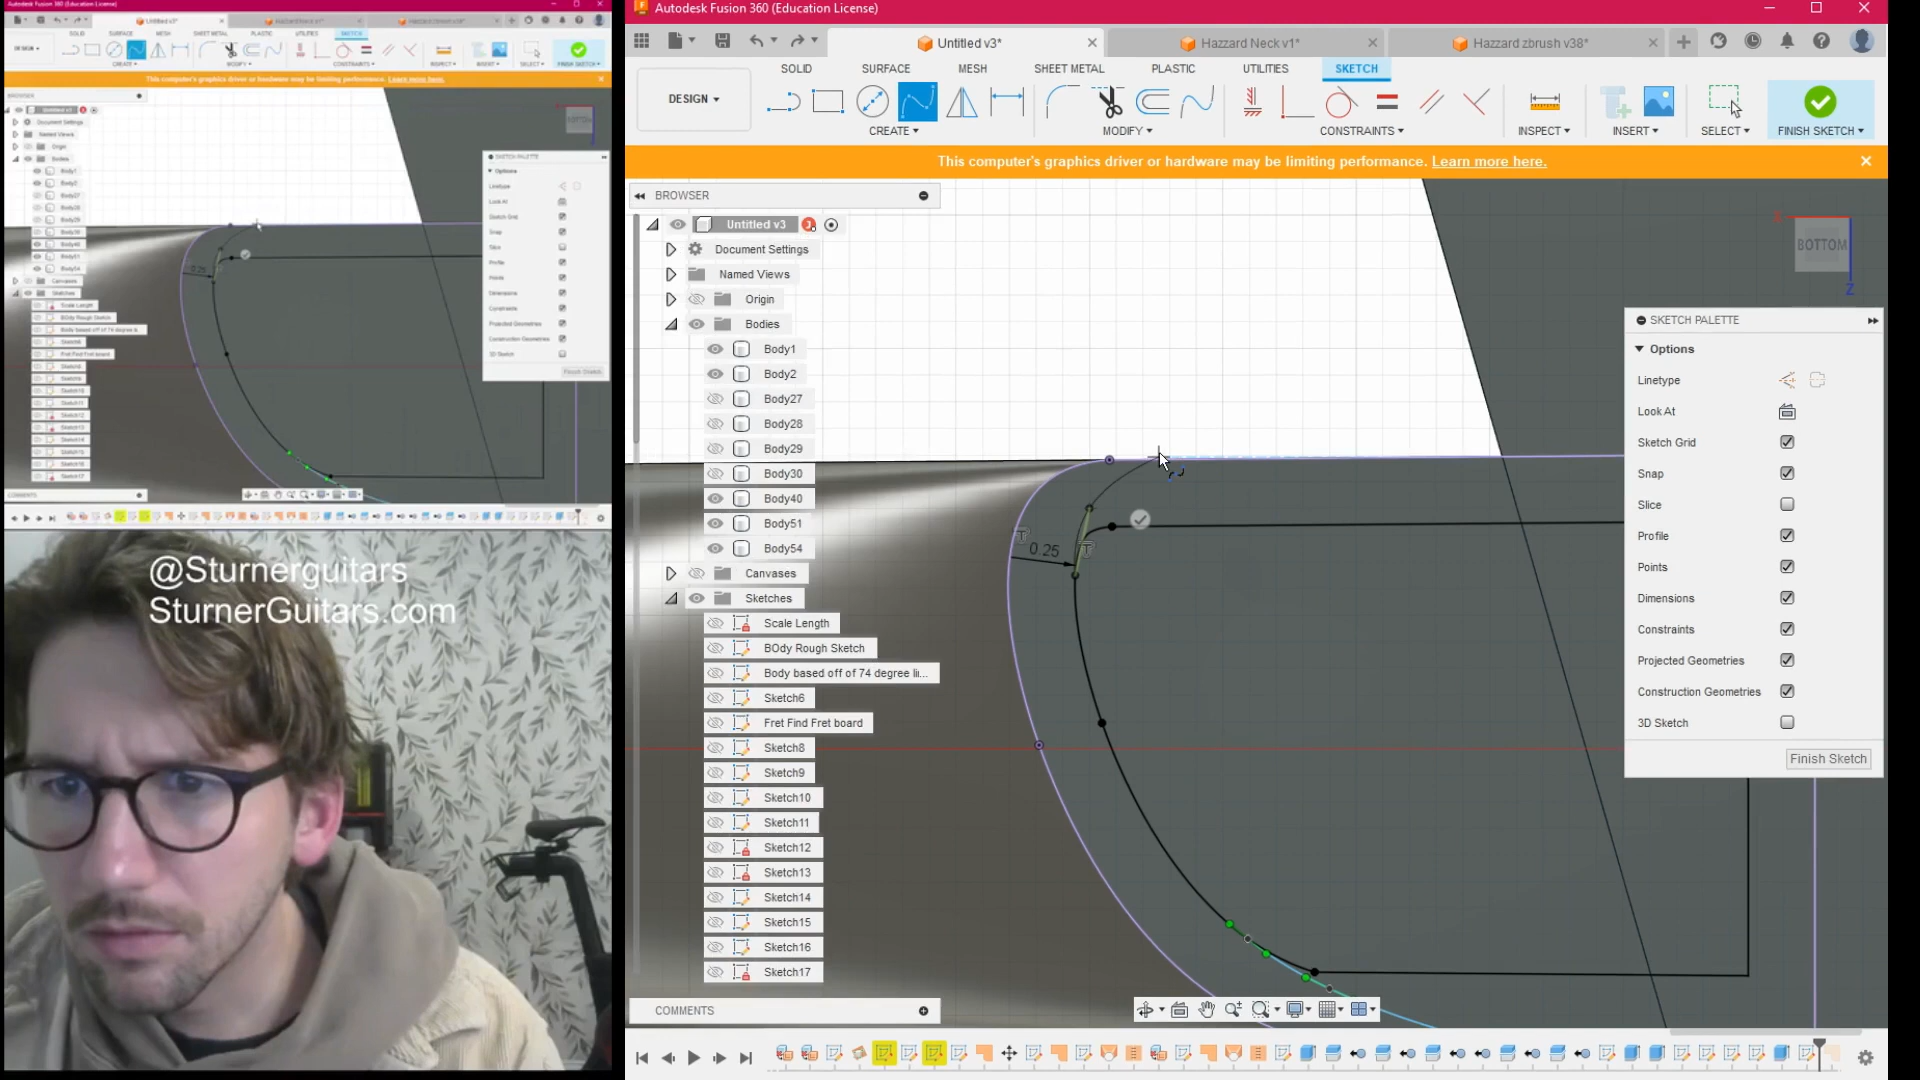 Autodesk Fusion 360 (Education License)
Untitled v3*
Hazzard Neck v1*
Hazzard zbrush v38*
SOLID
SURFACE
MESH
SHEET METAL
PLASTIC
UTILITIES
SKETCH
DESIGN
CREATE
MODIFY
CONSTRAINTS
INSPECT
INSERT
SELECT
FINISH SKETCH
This computer's graphics driver or hardware may be limiting performance. Learn more here.
BROWSER
Untitled v3
Document Settings
Named Views
Origin
Bodies
Body1
Body2
Body27
Body28
Body29
Body30
Body40
Body51
Body54
Canvases
Sketches
Scale Length
BOdy Rough Sketch
Body based off of 74 degree li...
Sketch6
Fret Find Fret board
Sketch8
Sketch9
Sketch10
Sketch11
Sketch12
Sketch13
Sketch14
Sketch15
Sketch16
Sketch17
COMMENTS
0.25
BOTTOM
Z
SKETCH PALETTE
Options
Linetype
Look At
Sketch Grid
Snap
Slice
Profile
Points
Dimensions
Constraints
Projected Geometries
Construction Geometries
3D Sketch
Finish Sketch
@Sturnerguitars
SturnerGuitars.com